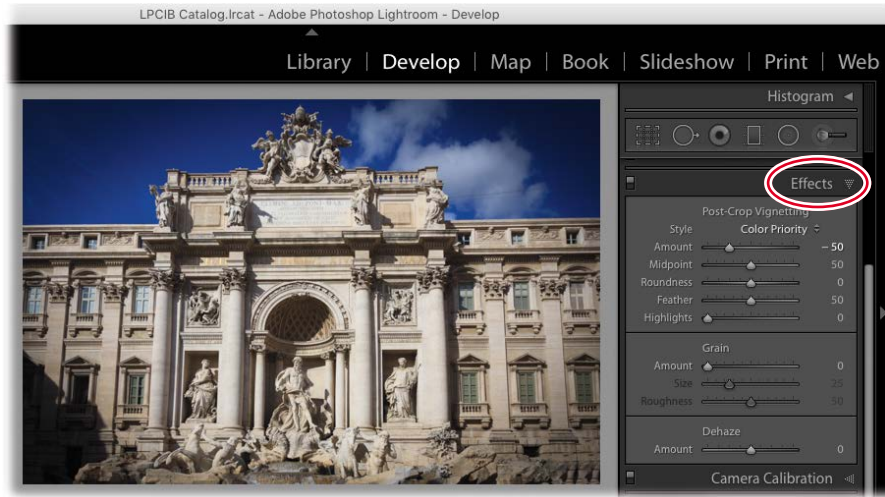 LPCIB Catalog.lrcat - Adobe Photoshop Lightroom - Develop
Library | Develop | Map | Book | Slideshow | Print | Web
Histogram
Effects
Post-Crop Vignetting
Style Color Priority
Amount – 50
Midpoint 50
Roundness 0
Feather 50
Highlights 0
Grain
Amount 0
Size 25
Roughness 50
Dehaze
Amount 0
Camera Calibration